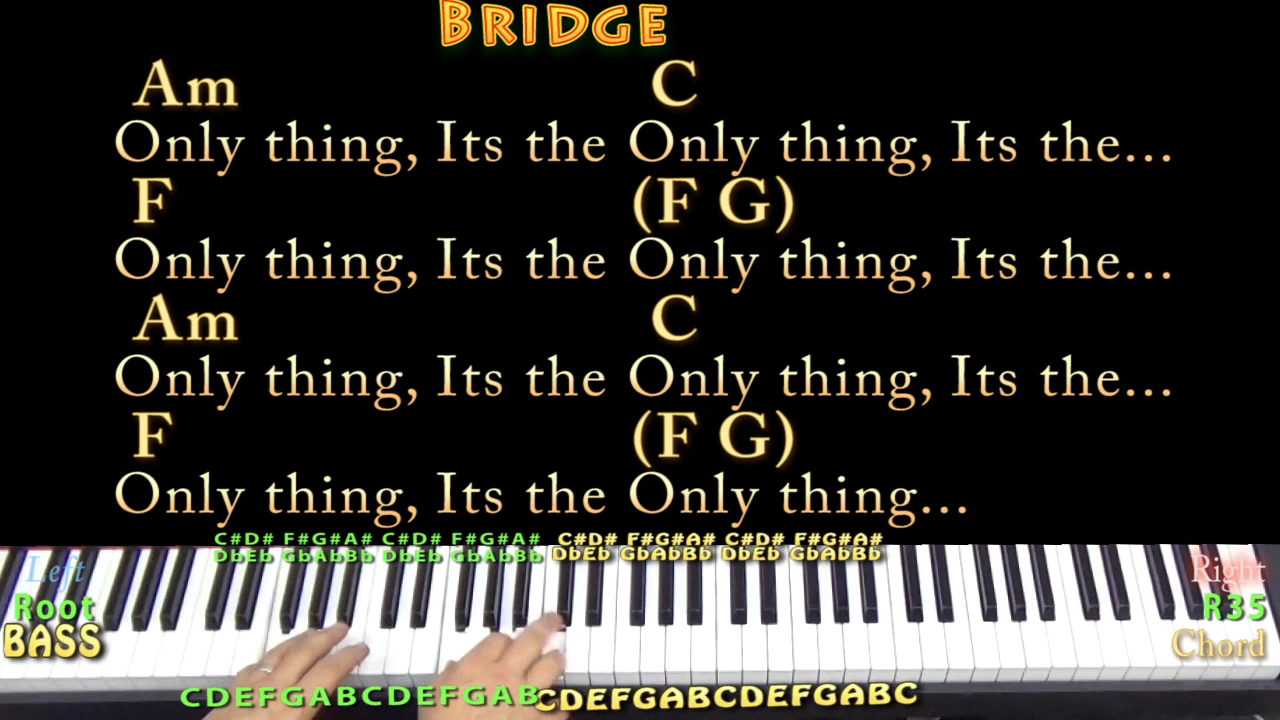 BRIDGE
Am C
Only thing, Its the Only thing, Its the...
F (F G)
Only thing, Its the Only thing, Its the...
Am C
Only thing, Its the Only thing, Its the...
F (F G)
Only thing, Its the Only thing...
C#D# F#G#A# C#D# F#G#A# C#D# F#G#A# C#D# F#G#A#
DbEb GbAbBb DbEb GbAbBb DbEb GbAbBb DbEb GbAbBb
Left Right
Root R35
BASS Chord
CDEFGABCDEFGAB CDEFGABCDEFGABC